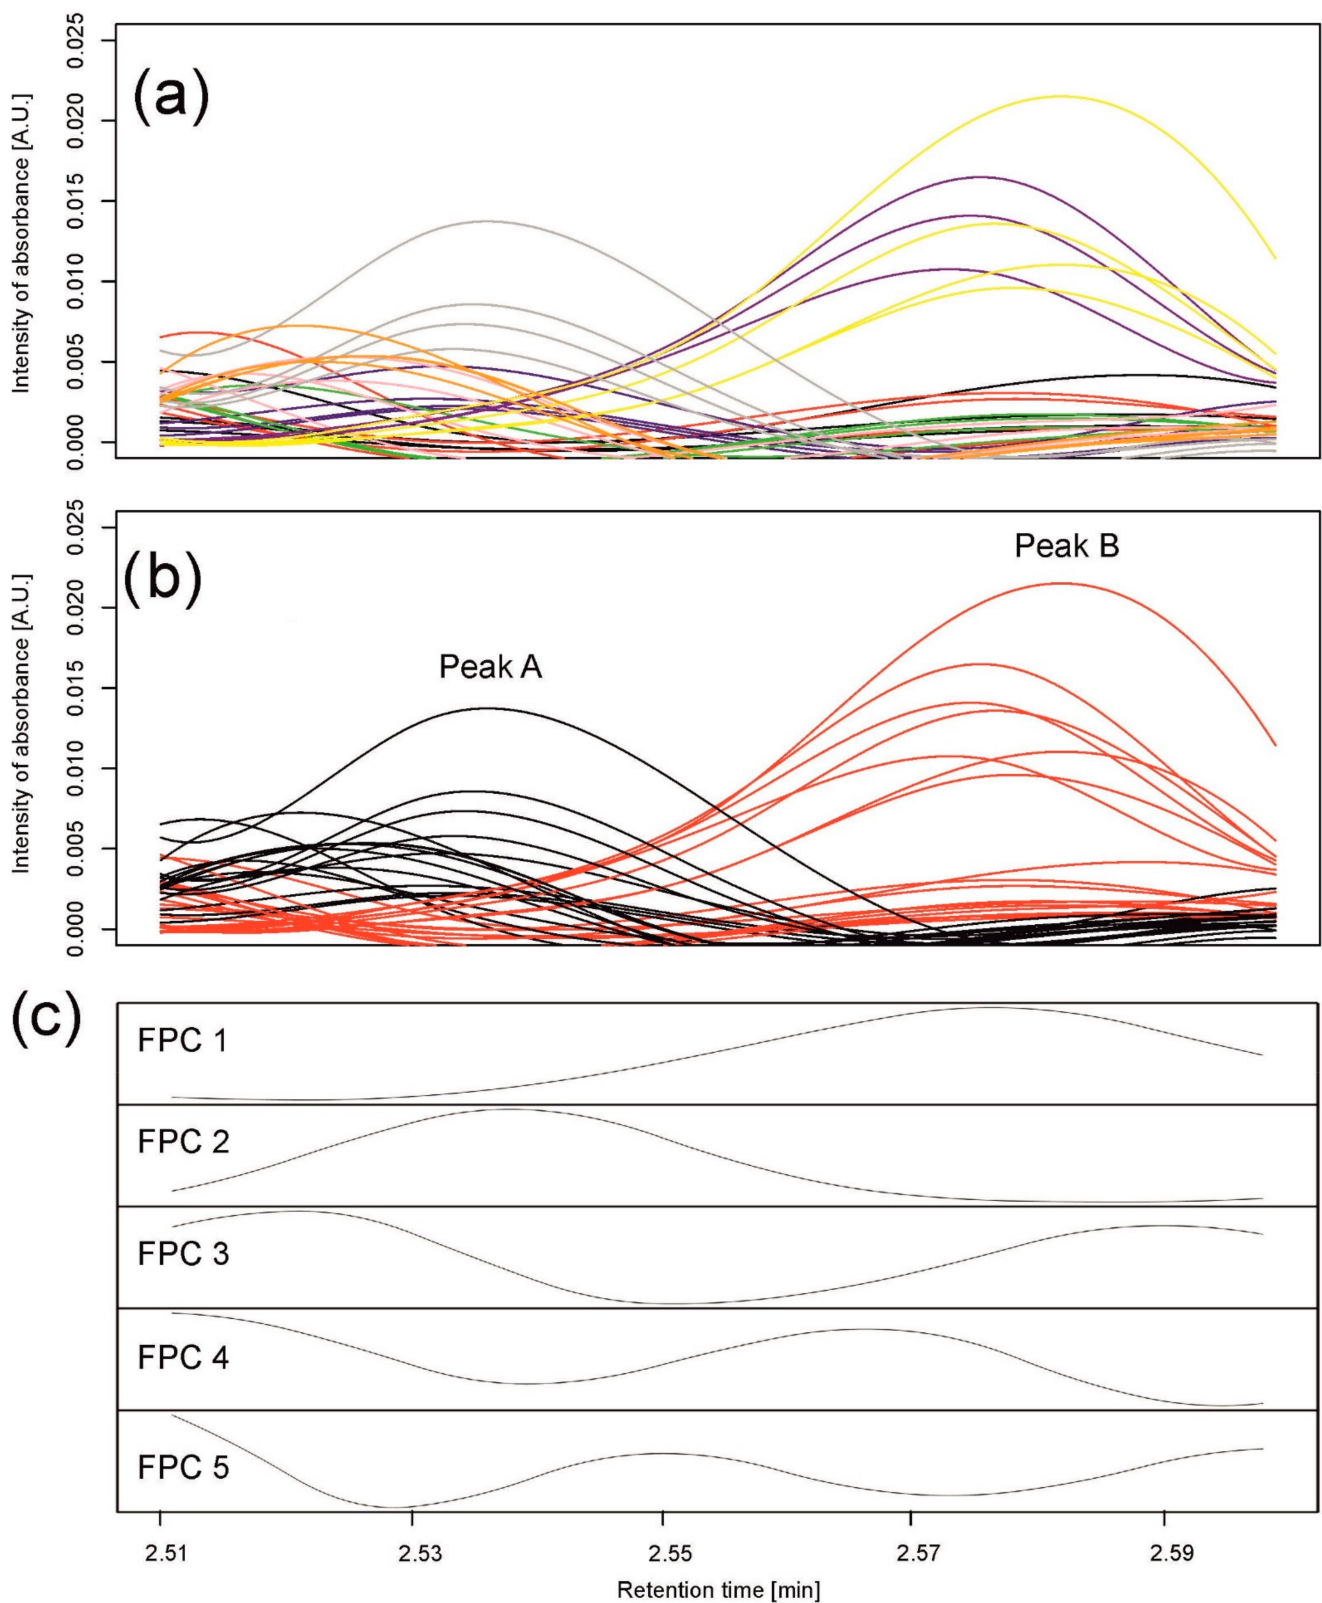 (a)
Intensity of absorbance [A.U.]
0.025
0.020
0.015
0.010
0.005
0.000
(b)
Intensity of absorbance [A.U.]
0.025
0.020
0.015
0.010
0.005
0.000
Peak A
Peak B
(c)
FPC 1
FPC 2
FPC 3
FPC 4
FPC 5
2.51 2.53 2.55 2.57 2.59
Retention time [min]